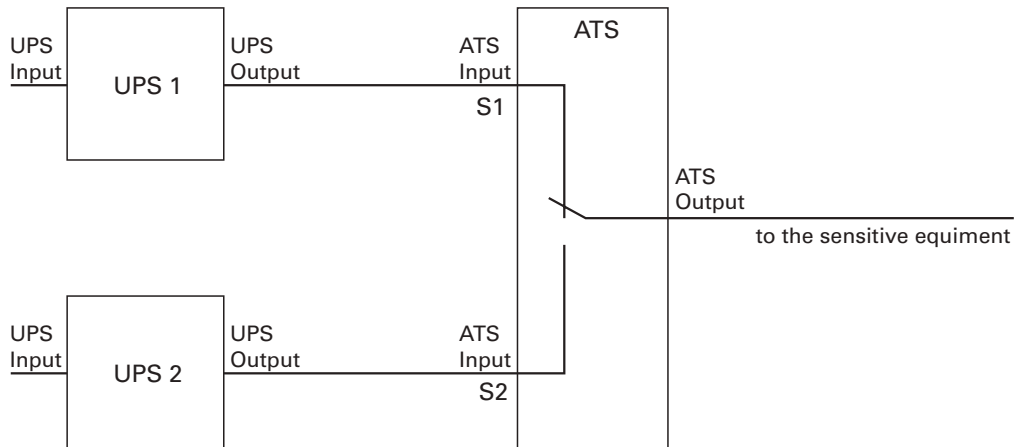 ATS
UPS
Input
UPS 1
UPS
Output
ATS
Input
S1
ATS
Output
to the sensitive equiment
UPS
Input
UPS 2
UPS
Output
ATS
Input
S2